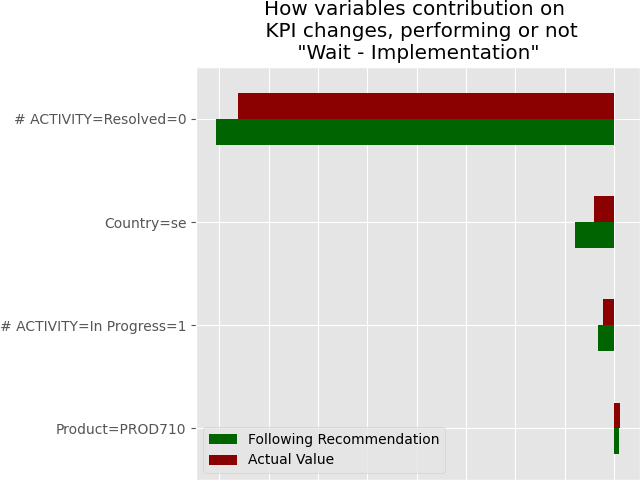 How variables contribution on
KPI changes, performing or not
"Wait - Implementation"
# ACTIVITY=Resolved=0
Country=se
# ACTIVITY=In Progress=1
Product=PROD710
Following Recommendation
Actual Value